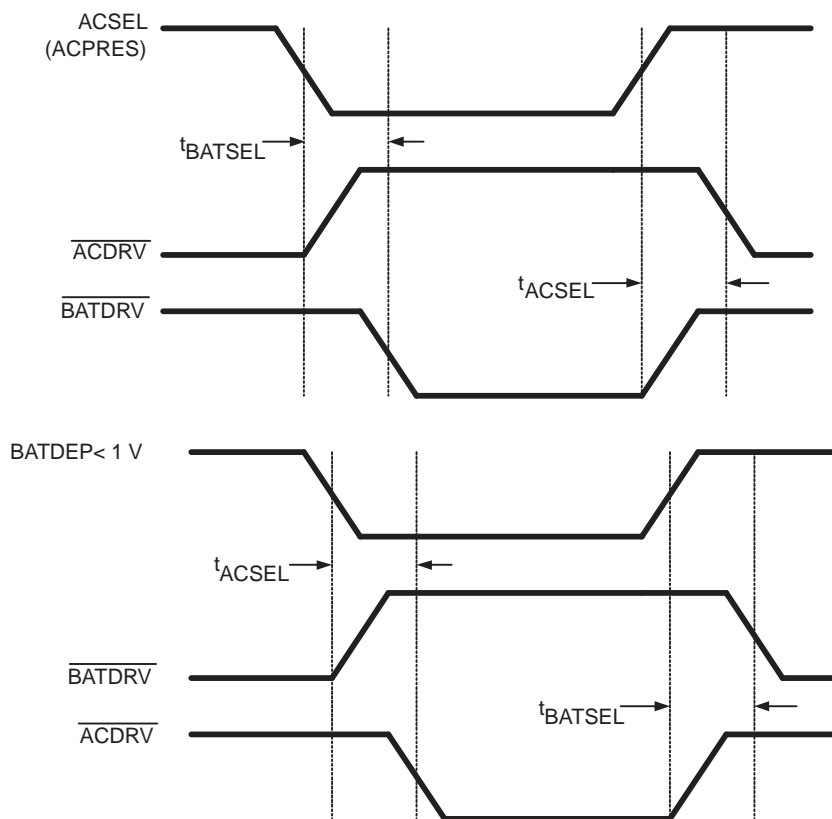 ACSEL
(ACPRES)
tBATSEL
ACDRV
tACSEL
BATDRV
BATDEP< 1 V
tACSEL
BATDRV
tBATSEL
ACDRV